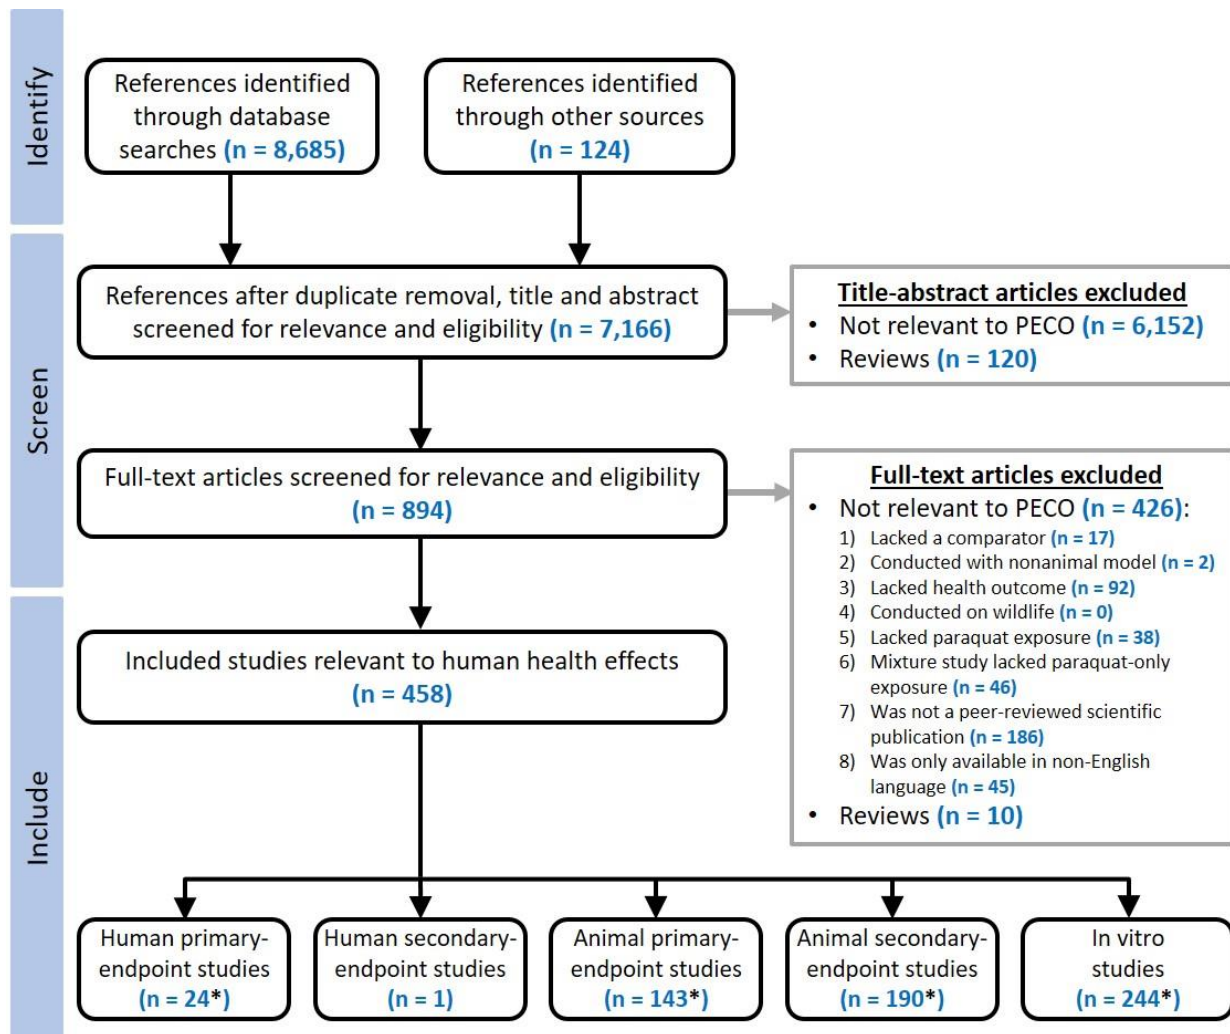 Identify
References identified
through database
searches (n = 8,685)
References identified
through other sources
(n = 124)
Screen
References after duplicate removal, title and abstract
screened for relevance and eligibility (n = 7,166)
Title-abstract articles excluded
• Not relevant to PECO (n = 6,152)
• Reviews (n = 120)
Full-text articles screened for relevance and eligibility
(n = 894)
Full-text articles excluded
• Not relevant to PECO (n = 426):
1) Lacked a comparator (n = 17)
2) Conducted with nonanimal model (n = 2)
3) Lacked health outcome (n = 92)
4) Conducted on wildlife (n = 0)
5) Lacked paraquat exposure (n = 38)
6) Mixture study lacked paraquat-only
exposure (n = 46)
7) Was not a peer-reviewed scientific
publication (n = 186)
8) Was only available in non-English
language (n = 45)
• Reviews (n = 10)
Include
Included studies relevant to human health effects
(n = 458)
Human primary-
endpoint studies
(n = 24*)
Human secondary-
endpoint studies
(n = 1)
Animal primary-
endpoint studies
(n = 143*)
Animal secondary-
endpoint studies
(n = 190*)
In vitro
studies
(n = 244*)